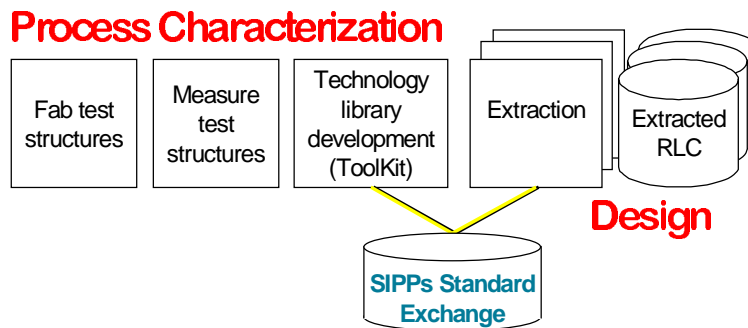 Process Characterization
Fab test
structures
Measure
test
structures
Technology
library
development
(ToolKit)
Extraction
Extracted
RLC
Design
SIPPs Standard
Exchange